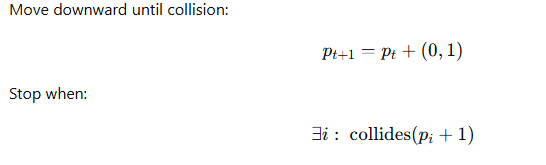 Move downward until collision:
p_{t+1} = p_t + (0, 1)
Stop when:
∃i : collides(p_i + 1)